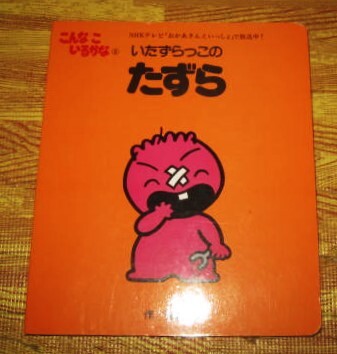 こんな こ
いるかな
NHKテレビ「おかあさんといっしょ」で放送中！
いたずらっこの
たずら
作